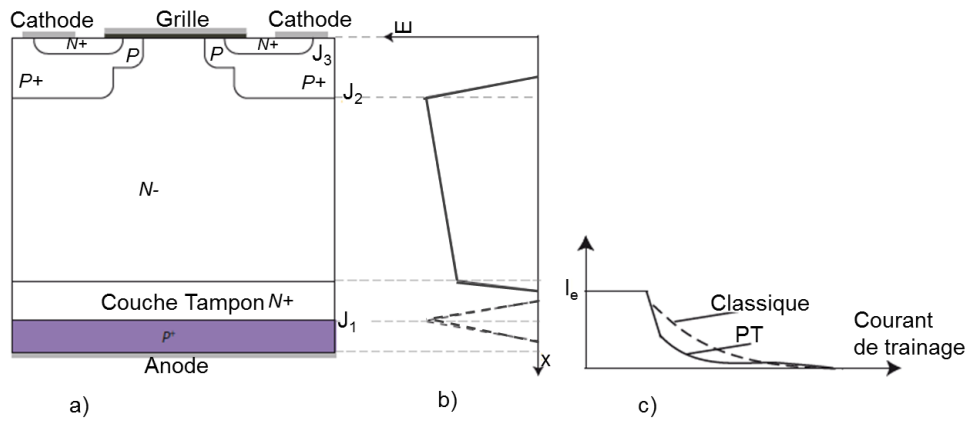 Cathode
Grille
Cathode
N+
P
P
N+
J3
P+
P+
J2
N-
Couche Tampon N+
J1
P+
Anode
a)
E
x
b)
Ie
Classique
PT
Courant
de trainage
c)